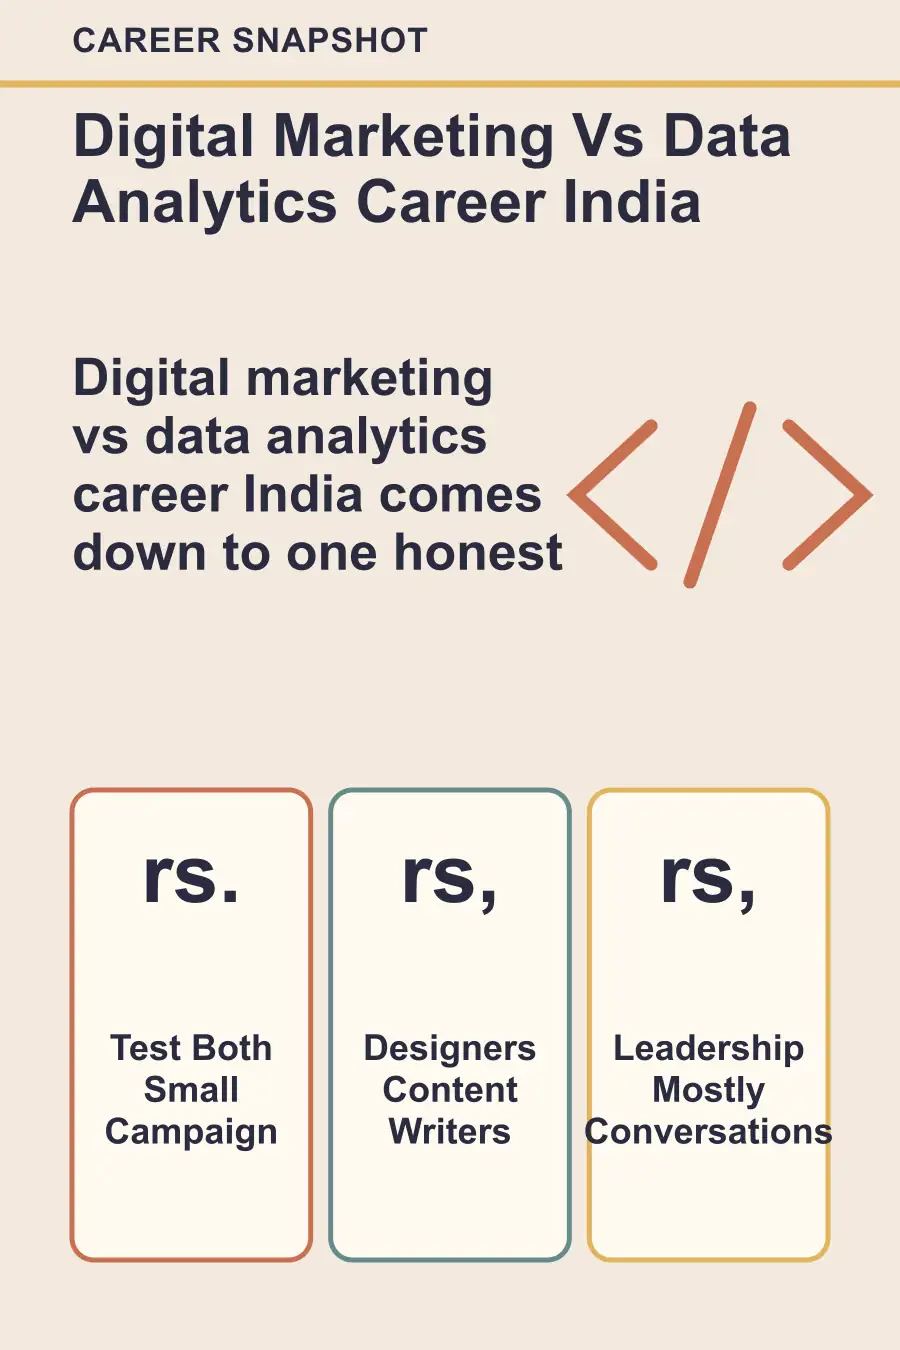 CAREER SNAPSHOT
Digital Marketing Vs Data
Analytics Career India
Digital marketing
vs data analytics
career India comes
down to one honest
rs.
Test Both
Small
Campaign
rs,
Designers
Content
Writers
rs,
Leadership
Mostly
Conversations